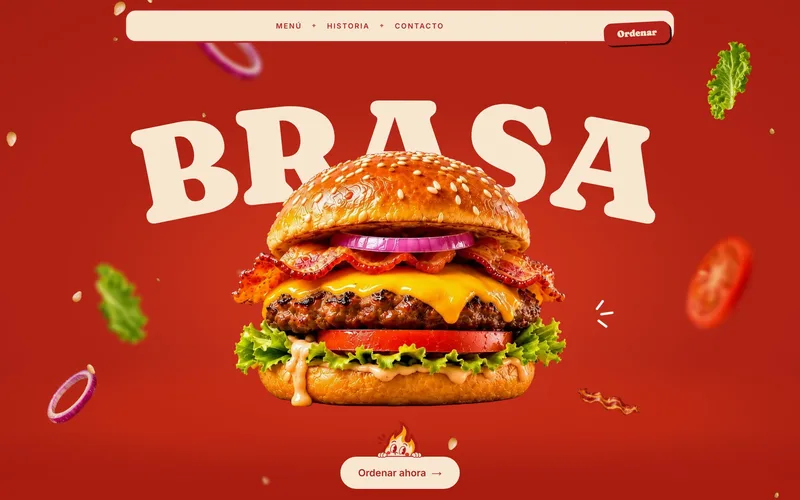 MENÚ + HISTORIA + CONTACTO
Ordenar
BRASA
Ordenar ahora →